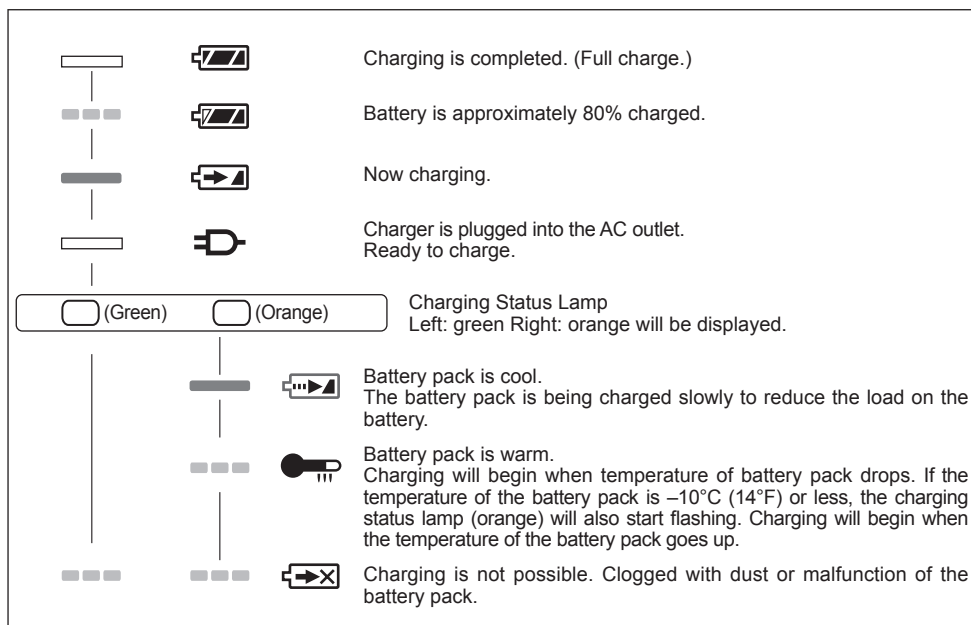 Charging is completed. (Full charge.)
Battery is approximately 80% charged.
Now charging.
Charger is plugged into the AC outlet.
Ready to charge.
(Green) (Orange)
Charging Status Lamp
Left: green Right: orange will be displayed.
Battery pack is cool.
The battery pack is being charged slowly to reduce the load on the
battery.
Battery pack is warm.
Charging will begin when temperature of battery pack drops. If the
temperature of the battery pack is –10°C (14°F) or less, the charging
status lamp (orange) will also start flashing. Charging will begin when
the temperature of the battery pack goes up.
Charging is not possible. Clogged with dust or malfunction of the
battery pack.